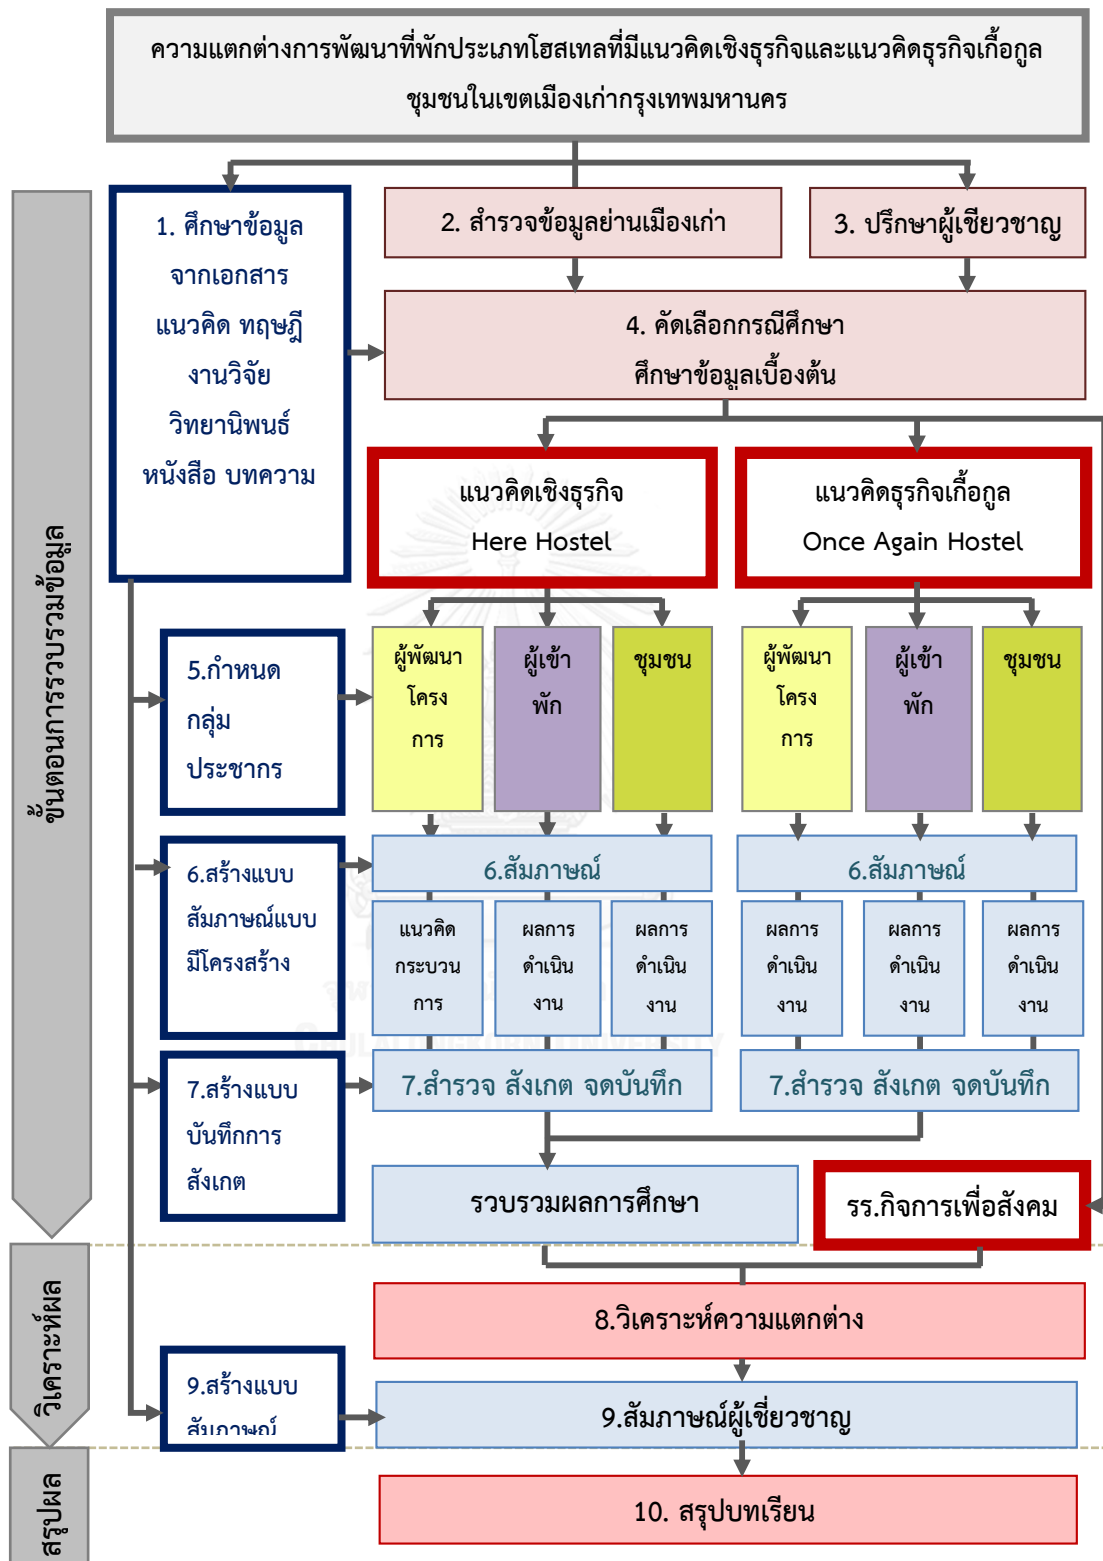 ความแตกต่างการพัฒนาที่พักประเภทโฮสเทลที่มีแนวคิดเชิงธุรกิจและแนวคิดธุรกิจเกื้อกูล
ชุมชนในเขตเมืองเก่ากรุงเทพมหานคร
ขั้นตอนการรวบรวมข้อมูล
1. ศึกษาข้อมูล
จากเอกสาร
แนวคิด ทฤษฎี
งานวิจัย
วิทยานิพนธ์
หนังสือ บทความ
2. สำรวจข้อมูลย่านเมืองเก่า
3. ปรึกษาผู้เชียวชาญ
4. คัดเลือกกรณีศึกษา
ศึกษาข้อมูลเบื้องต้น
แนวคิดเชิงธุรกิจ
Here Hostel
แนวคิดธุรกิจเกื้อกูล
Once Again Hostel
5.กำหนด
กลุ่ม
ประชากร
ผู้พัฒนา
โครง
การ
ผู้เข้า
พัก
ชุมชน
ผู้พัฒนา
โครง
การ
ผู้เข้า
พัก
ชุมชน
6.สร้างแบบ
สัมภาษณ์แบบ
มีโครงสร้าง
6.สัมภาษณ์
6.สัมภาษณ์
แนวคิด
กระบวน
การ
ผลการ
ดำเนิน
งาน
ผลการ
ดำเนิน
งาน
ผลการ
ดำเนิน
งาน
ผลการ
ดำเนิน
งาน
ผลการ
ดำเนิน
งาน
CHULALONGKORN UNIVERSITY
7.สร้างแบบ
บันทึกการ
สังเกต
7.สำรวจ สังเกต จดบันทึก
7.สำรวจ สังเกต จดบันทึก
รวบรวมผลการศึกษา
รร.กิจการเพื่อสังคม
วิเคราะห์ผล
8.วิเคราะห์ความแตกต่าง
9.สร้างแบบ
สัมภาษณ์
9.สัมภาษณ์ผู้เชี่ยวชาญ
สรุปผล
10. สรุปบทเรียน